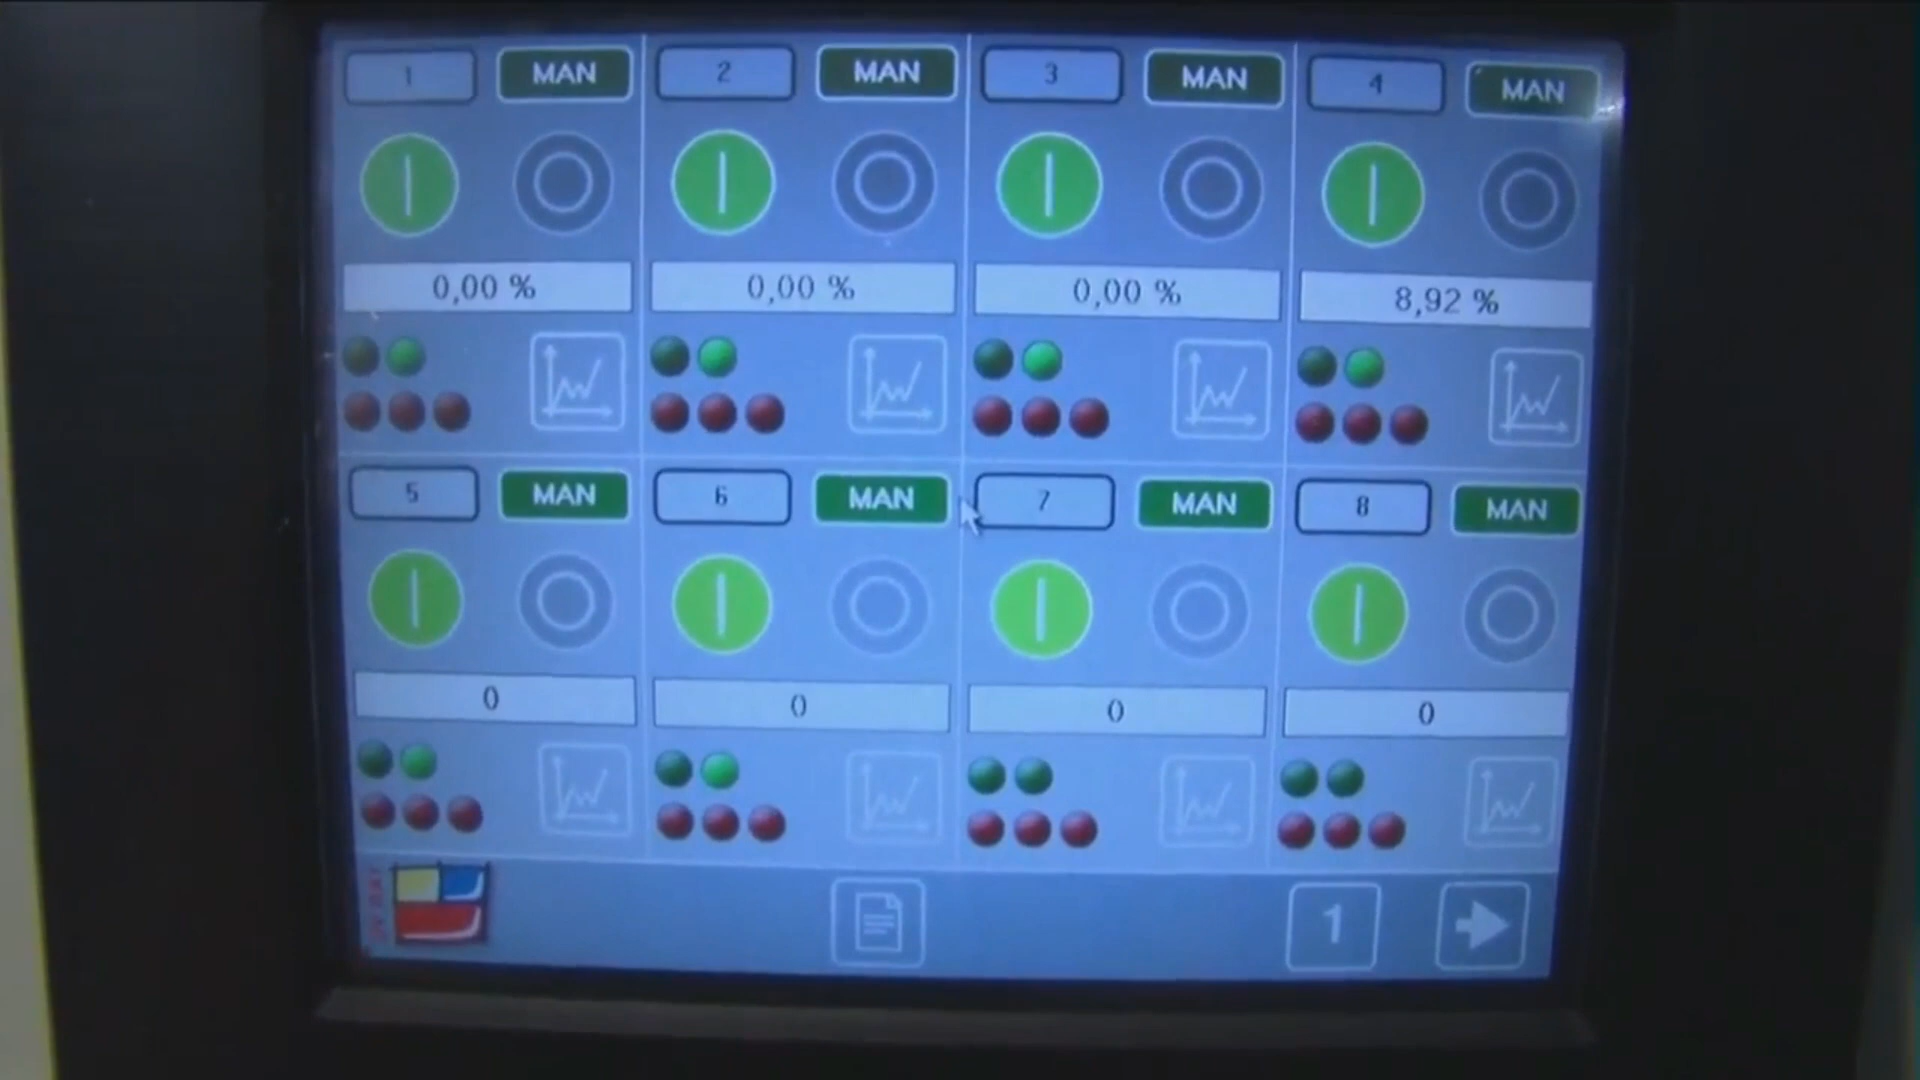 1 MAN 2 MAN 3 MAN 4 MAN
0,00 % 0,00 % 0,00 % 8,92 %
5 MAN 6 MAN 7 MAN 8 MAN
0 0 0 0
1